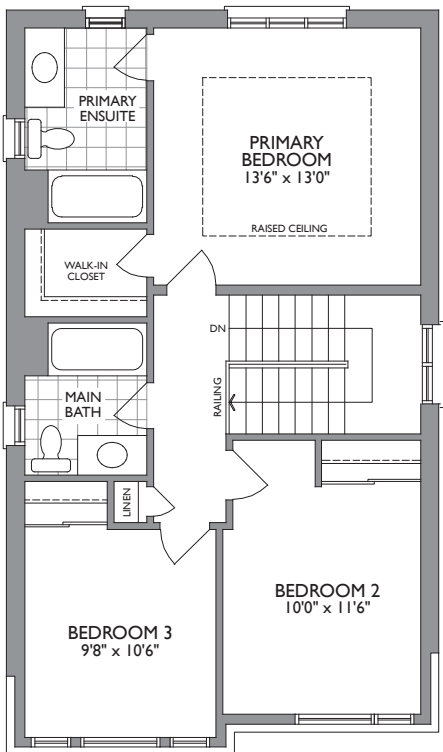 PRIMARY
ENSUITE
PRIMARY
BEDROOM
13'6" x 13'0"
RAISED CEILING
WALK-IN
CLOSET
DN
RAILING
MAIN
BATH
LINEN
BEDROOM 2
10'0" x 11'6"
BEDROOM 3
9'8" x 10'6"